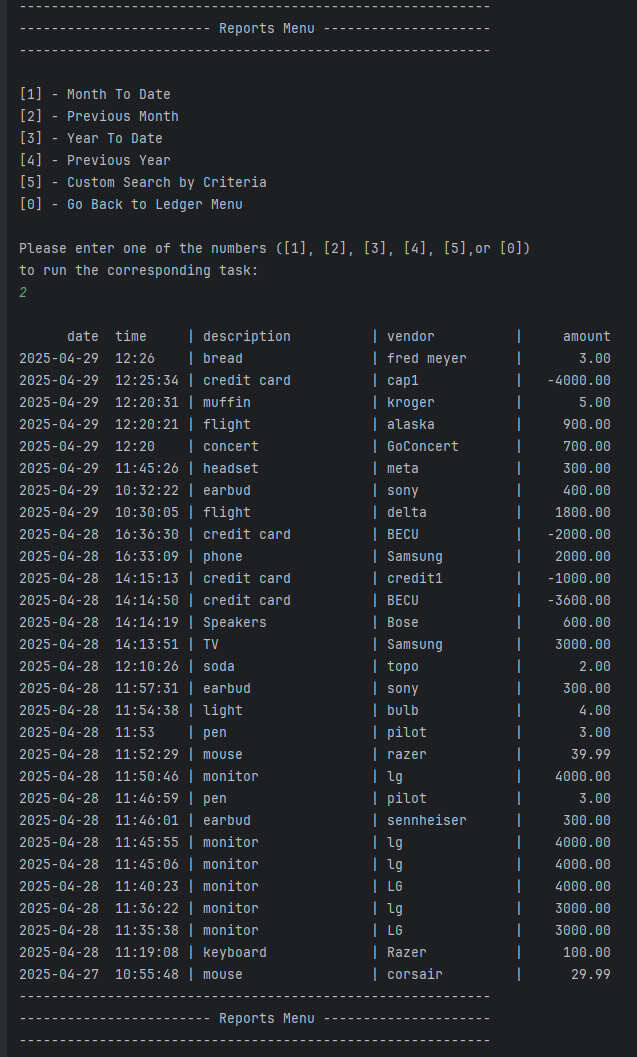 -----------------------------------------------------------
------------------------ Reports Menu ---------------------
-----------------------------------------------------------
[1] - Month To Date
[2] - Previous Month
[3] - Year To Date
[4] - Previous Year
[5] - Custom Search by Criteria
[0] - Go Back to Ledger Menu
Please enter one of the numbers ([1], [2], [3], [4], [5],or [0])
to run the corresponding task:
2
      date  time     | description          | vendor          |     amount
2025-04-29  12:26    | bread                | fred meyer      |       3.00
2025-04-29  12:25:34 | credit card          | cap1            |   -4000.00
2025-04-29  12:20:31 | muffin               | kroger          |       5.00
2025-04-29  12:20:21 | flight               | alaska          |     900.00
2025-04-29  12:20    | concert              | GoConcert       |     700.00
2025-04-29  11:45:26 | headset              | meta            |     300.00
2025-04-29  10:32:22 | earbud               | sony            |     400.00
2025-04-29  10:30:05 | flight               | delta           |    1800.00
2025-04-28  16:36:30 | credit card          | BECU            |   -2000.00
2025-04-28  16:33:09 | phone                | Samsung         |    2000.00
2025-04-28  14:15:13 | credit card          | credit1         |   -1000.00
2025-04-28  14:14:50 | credit card          | BECU            |   -3600.00
2025-04-28  14:14:19 | Speakers             | Bose            |     600.00
2025-04-28  14:13:51 | TV                   | Samsung         |    3000.00
2025-04-28  12:10:26 | soda                 | topo            |       2.00
2025-04-28  11:57:31 | earbud               | sony            |     300.00
2025-04-28  11:54:38 | light                | bulb            |       4.00
2025-04-28  11:53    | pen                  | pilot           |       3.00
2025-04-28  11:52:29 | mouse                | razer           |      39.99
2025-04-28  11:50:46 | monitor              | lg              |    4000.00
2025-04-28  11:46:59 | pen                  | pilot           |       3.00
2025-04-28  11:46:01 | earbud               | sennheiser      |     300.00
2025-04-28  11:45:55 | monitor              | lg              |    4000.00
2025-04-28  11:45:06 | monitor              | lg              |    4000.00
2025-04-28  11:40:23 | monitor              | LG              |    4000.00
2025-04-28  11:36:22 | monitor              | lg              |    3000.00
2025-04-28  11:35:38 | monitor              | LG              |    3000.00
2025-04-28  11:19:08 | keyboard             | Razer           |     100.00
2025-04-27  10:55:48 | mouse                | corsair         |      29.99
-----------------------------------------------------------
------------------------ Reports Menu ---------------------
-----------------------------------------------------------